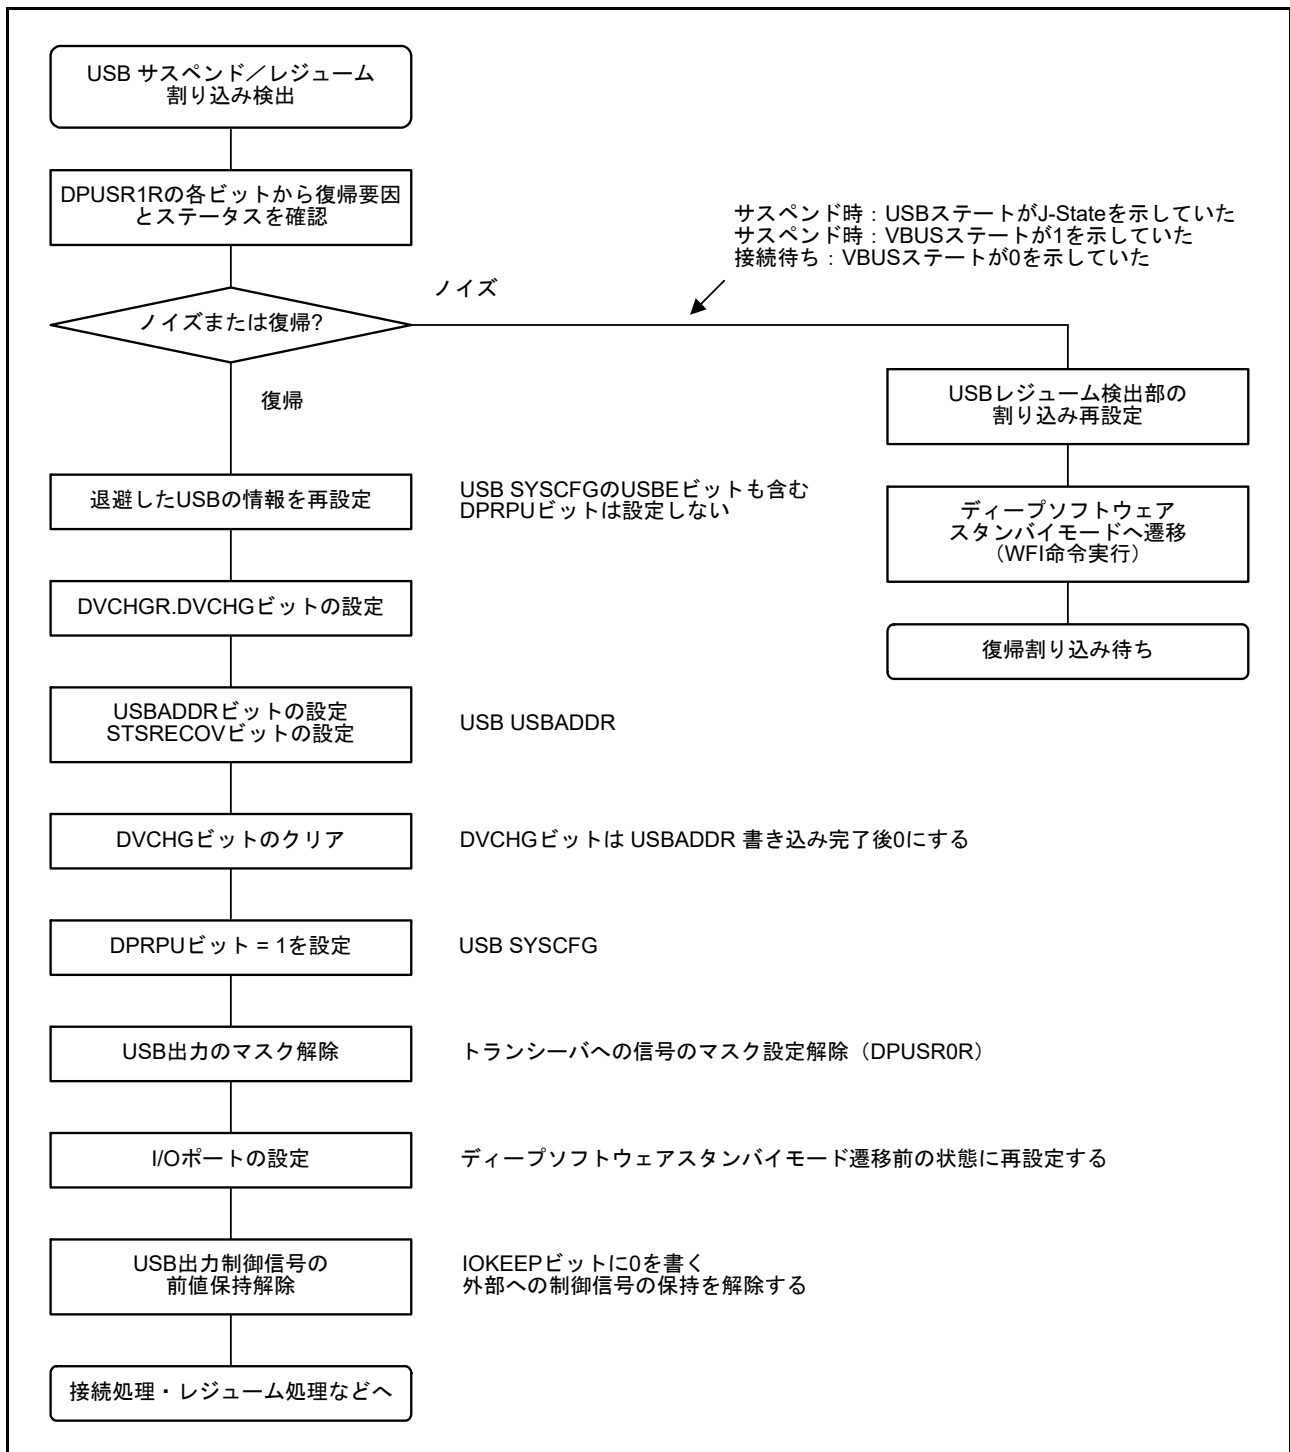 USB サスペンド／レジューム
割り込み検出
DPUSR1Rの各ビットから復帰要因
とステータスを確認
サスペンド時：USBステートがJ-Stateを示していた
サスペンド時：VBUSステートが1を示していた
接続待ち：VBUSステートが0を示していた
ノイズ
ノイズまたは復帰?
復帰
USBレジューム検出部の
割り込み再設定
退避したUSBの情報を再設定
USB SYSCFGのUSBEビットも含む
DPRPUビットは設定しない
ディープソフトウェア
スタンバイモードへ遷移
（WFI命令実行）
DVCHGR.DVCHGビットの設定
復帰割り込み待ち
USBADDRビットの設定
STSRECOVビットの設定
USB USBADDR
DVCHGビットのクリア
DVCHGビットは USBADDR 書き込み完了後0にする
DPRPUビット = 1を設定
USB SYSCFG
USB出力のマスク解除
トランシーバへの信号のマスク設定解除（DPUSR0R）
I/Oポートの設定
ディープソフトウェアスタンバイモード遷移前の状態に再設定する
USB出力制御信号の
前値保持解除
IOKEEPビットに0を書く
外部への制御信号の保持を解除する
接続処理・レジューム処理などへ